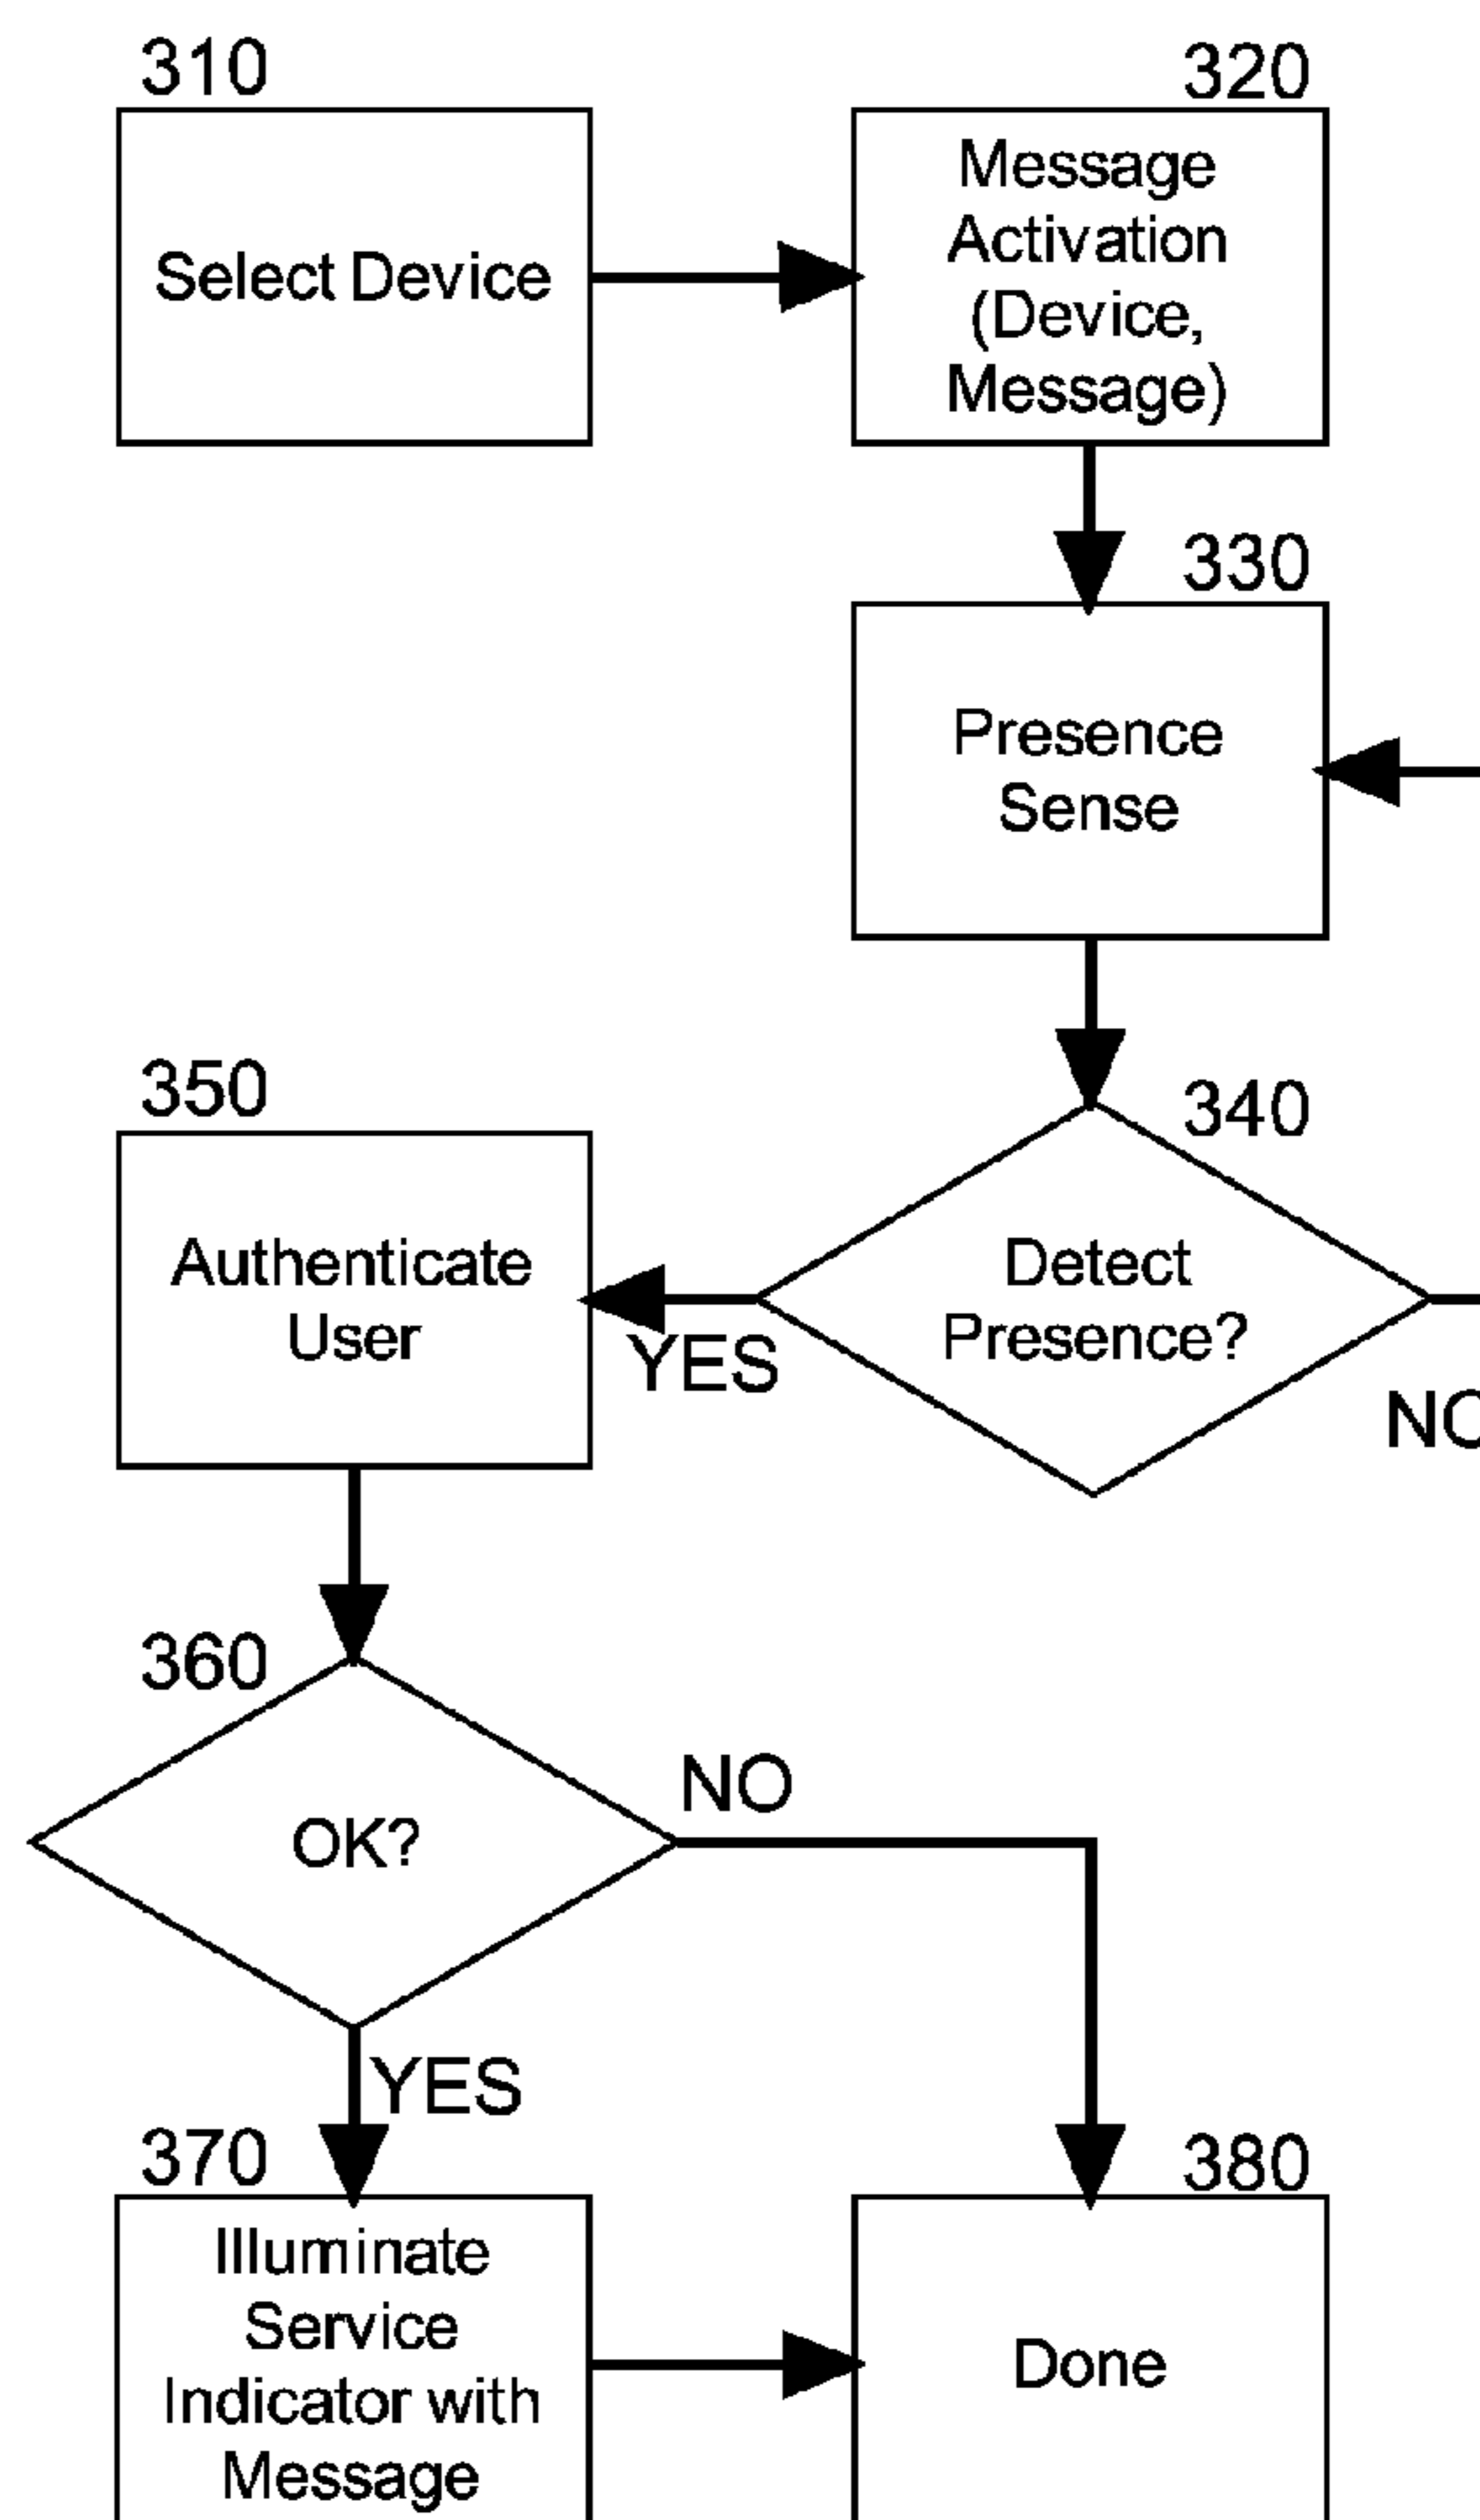 310
Select Device
320
Message
Activation
(Device,
Message)
330
Presence
Sense
340
Detect
Presence?
YES
NO
350
Authenticate
User
360
OK?
NO
YES
370
Illuminate
Service
Indicator with
Message
380
Done